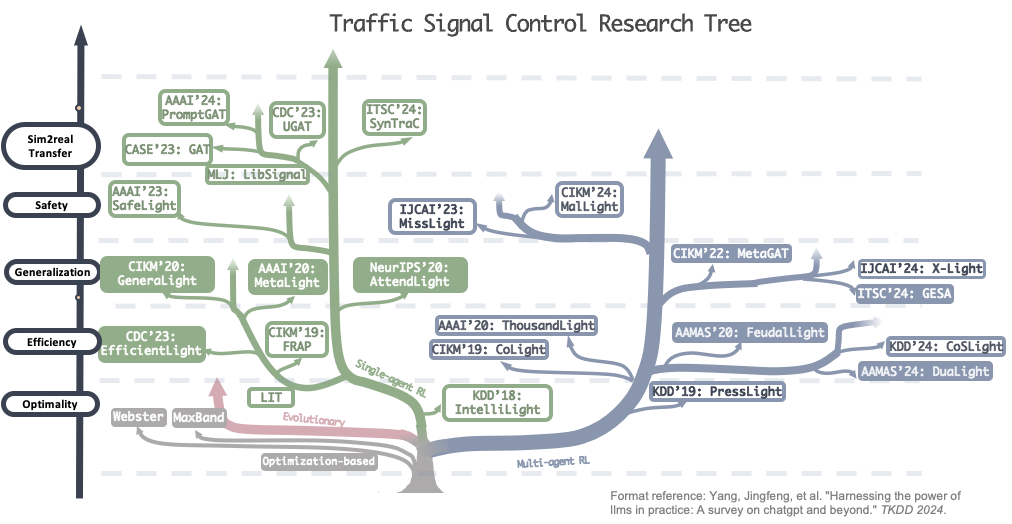 Traffic Signal Control Research Tree
AAAI'24:
PromptGAT
CDC'23:
UGAT
ITSC'24:
SynTraC
CASE'23: GAT
MLJ: LibSignal
Sim2real
Transfer
AAAI'23:
SafeLight
Safety
IJCAI'23:
MissLight
CIKM'24:
MalLight
Generalization
CIKM'20:
GeneraLight
AAAI'20:
MetaLight
NeurIPS'20:
AttendLight
CIKM'22: MetaGAT
IJCAI'24: X-Light
ITSC'24: GESA
Efficiency
CDC'23:
EfficientLight
CIKM'19:
FRAP
AAAI'20: ThousandLight
CIKM'19: CoLight
AAMAS'20: FeudalLight
KDD'24: CoSLight
AAMAS'24: DuaLight
Single-agent RL
LIT
KDD'18:
IntelliLight
KDD'19: PressLight
Optimality
Webster
MaxBand
Evolutionary
Optimization-based
Multi-agent RL
Format reference: Yang, Jingfeng, et al. "Harnessing the power of
llms in practice: A survey on chatgpt and beyond." TKDD 2024.